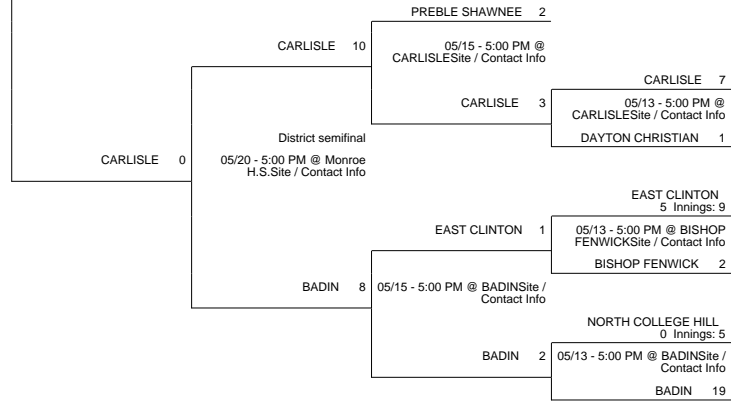 PREBLE SHAWNEE 2
CARLISLE 10
05/15 - 5:00 PM @
CARLISLESite / Contact Info
CARLISLE 7
CARLISLE 3
05/13 - 5:00 PM @
CARLISLESite / Contact Info
DAYTON CHRISTIAN 1
District semifinal
CARLISLE 0
05/20 - 5:00 PM @ Monroe
H.S.Site / Contact Info
EAST CLINTON
5 Innings: 9
EAST CLINTON 1
05/13 - 5:00 PM @ BISHOP
FENWICKSite / Contact Info
BISHOP FENWICK 2
BADIN 8
05/15 - 5:00 PM @ BADINSite /
Contact Info
NORTH COLLEGE HILL
0 Innings: 5
BADIN 2
05/13 - 5:00 PM @ BADINSite /
Contact Info
BADIN 19